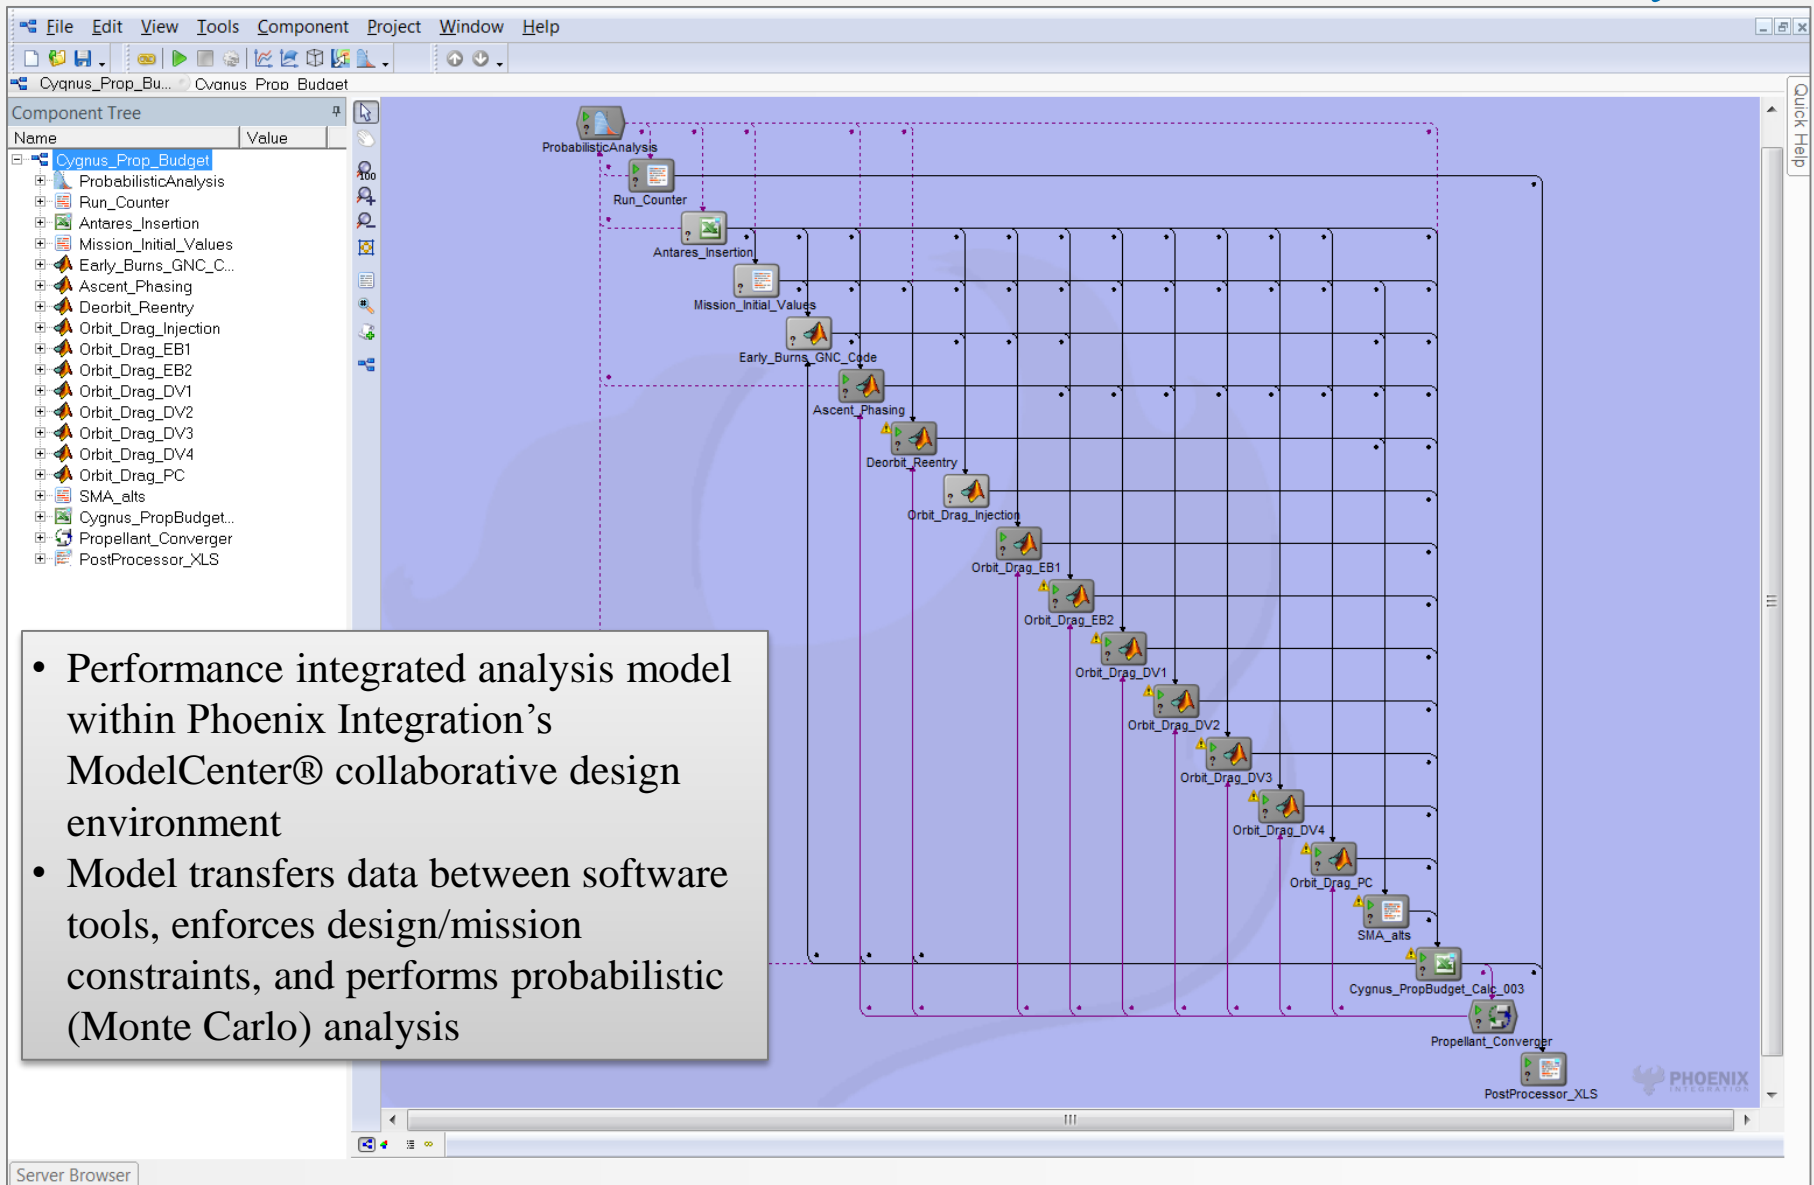 File Edit View Tools Component Project Window Help
Cygnus_Prop_Bu... Cygnus_Prop_Budget
Component Tree
Name Value
Cygnus_Prop_Budget
ProbabilisticAnalysis
Run_Counter
Antares_Insertion
Mission_Initial_Values
Early_Burns_GNC_C...
Ascent_Phasing
Deorbit_Reentry
Orbit_Drag_Injection
Orbit_Drag_EB1
Orbit_Drag_EB2
Orbit_Drag_DV1
Orbit_Drag_DV2
Orbit_Drag_DV3
Orbit_Drag_DV4
Orbit_Drag_PC
SMA_alts
Cygnus_PropBudget...
Propellant_Converger
PostProcessor_XLS
100
Quick Help
ProbabilisticAnalysis
Run_Counter
Antares_Insertion
Mission_Initial_Values
Early_Burns_GNC_Code
Ascent_Phasing
Deorbit_Reentry
Orbit_Drag_Injection
Orbit_Drag_EB1
Orbit_Drag_EB2
Orbit_Drag_DV1
Orbit_Drag_DV2
Orbit_Drag_DV3
Orbit_Drag_DV4
Orbit_Drag_PC
SMA_alts
Cygnus_PropBudget_Calc_003
Propellant_Converger
PostProcessor_XLS
• Performance integrated analysis model
within Phoenix Integration's
ModelCenter® collaborative design
environment
• Model transfers data between software
tools, enforces design/mission
constraints, and performs probabilistic
(Monte Carlo) analysis
PHOENIX
INTEGRATION
Server Browser